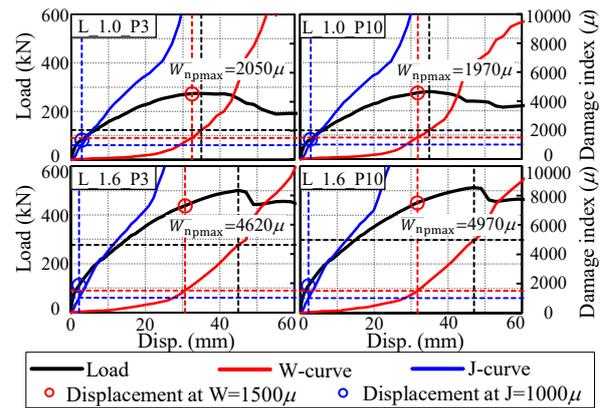 600
L_1.0_P3
L_1.0_P10
10000
Load (kN)
400
200
0
W_npmax=2050μ
W_npmax=1970μ
8000
6000
4000
2000
0
Damage index (μ)
600
L_1.6_P3
L_1.6_P10
10000
Load (kN)
400
200
0
W_npmax=4620μ
W_npmax=4970μ
8000
6000
4000
2000
0
Damage index (μ)
0 20 40 60 0 20 40 60
Disp. (mm) Disp. (mm)
Load W-curve J-curve
Displacement at W=1500μ Displacement at J=1000μ